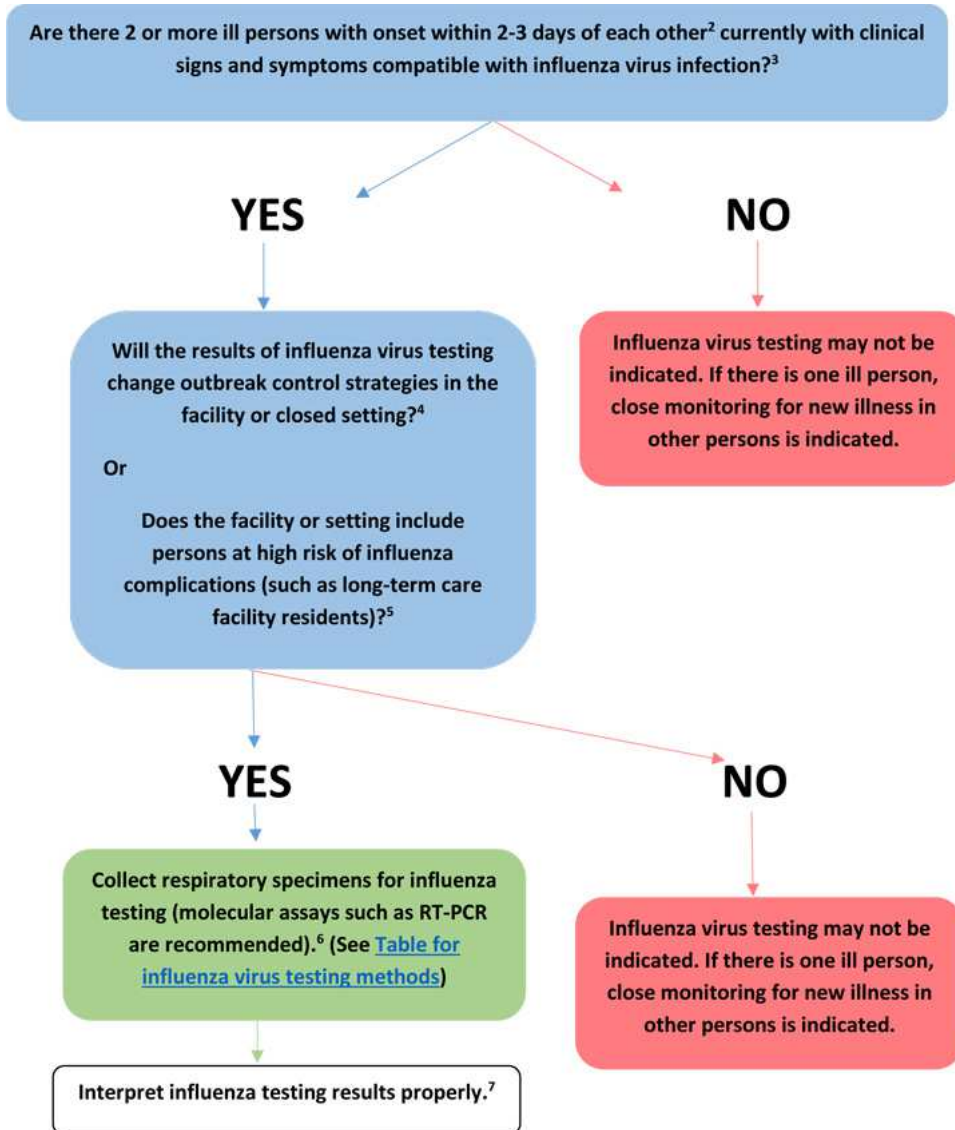 Are there 2 or more ill persons with onset within 2-3 days of each other² currently with clinical
signs and symptoms compatible with influenza virus infection?³
YES
NO
Will the results of influenza virus testing
change outbreak control strategies in the
facility or closed setting?⁴
Or
Does the facility or setting include
persons at high risk of influenza
complications (such as long-term care
facility residents)?⁵
Influenza virus testing may not be
indicated. If there is one ill person,
close monitoring for new illness in
other persons is indicated.
YES
NO
Collect respiratory specimens for influenza
testing (molecular assays such as RT-PCR
are recommended).⁶ (See Table for
influenza virus testing methods)
Influenza virus testing may not be
indicated. If there is one ill person,
close monitoring for new illness in
other persons is indicated.
Interpret influenza testing results properly.⁷